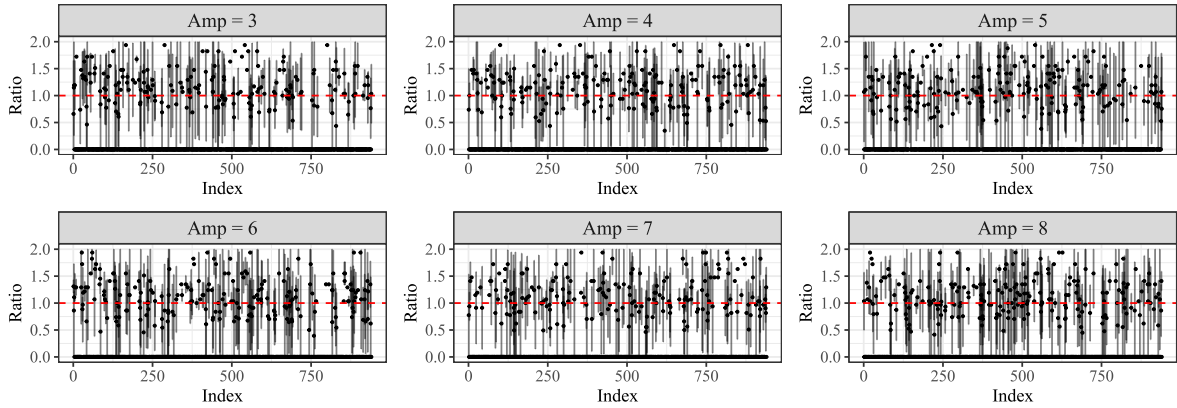 Amp = 3 Amp = 4 Amp = 5
2.0 2.0 2.0
1.5 1.5 1.5
Ratio 1.0 Ratio 1.0 Ratio 1.0
0.5 0.5 0.5
0.0 0.0 0.0
0 250 500 750 0 250 500 750 0 250 500 750
Index Index Index
Amp = 6 Amp = 7 Amp = 8
2.0 2.0 2.0
1.5 1.5 1.5
Ratio 1.0 Ratio 1.0 Ratio 1.0
0.5 0.5 0.5
0.0 0.0 0.0
0 250 500 750 0 250 500 750 0 250 500 750
Index Index Index